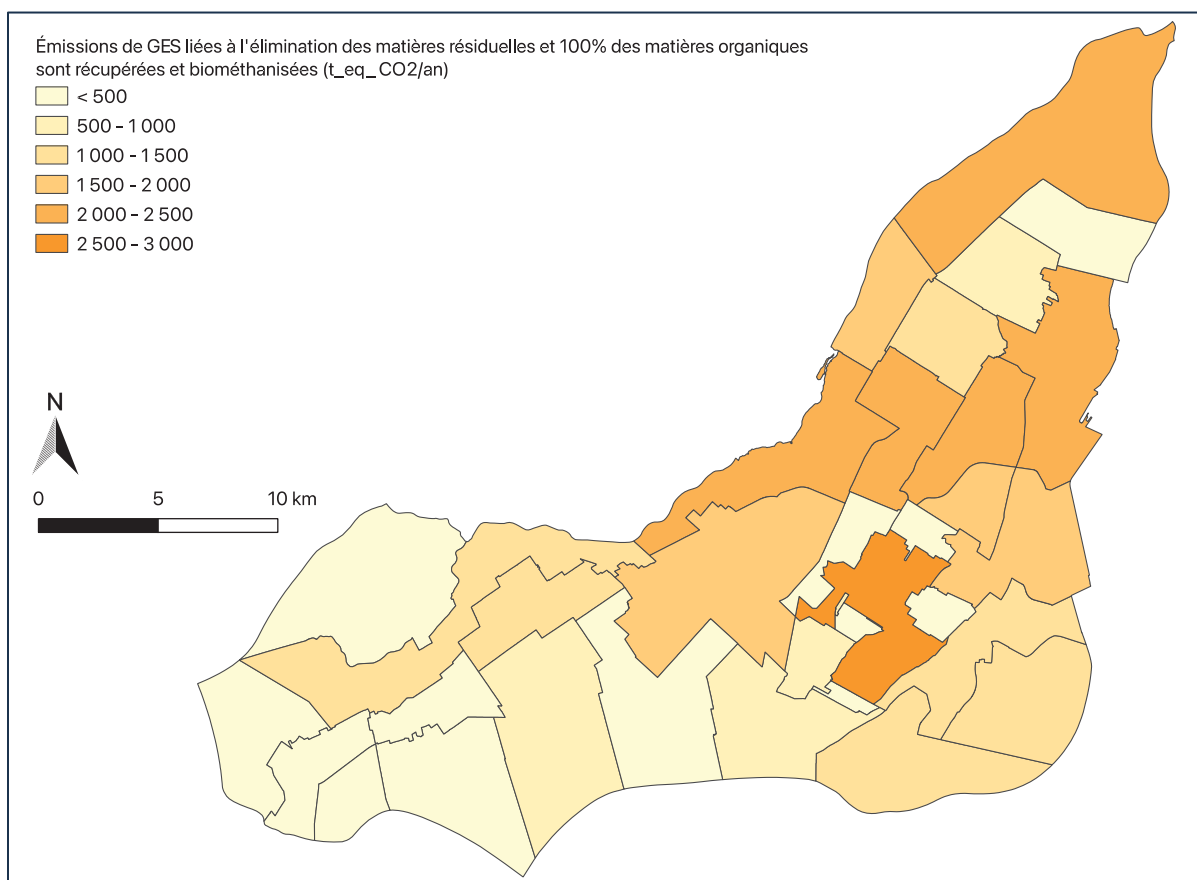 Émissions de GES liées à l'élimination des matières résiduelles et 100% des matières organiques
sont récupérées et biométhanisées (t_eq_CO2/an)
< 500
500 - 1 000
1 000 - 1 500
1 500 - 2 000
2 000 - 2 500
2 500 - 3 000
N
0 5 10 km